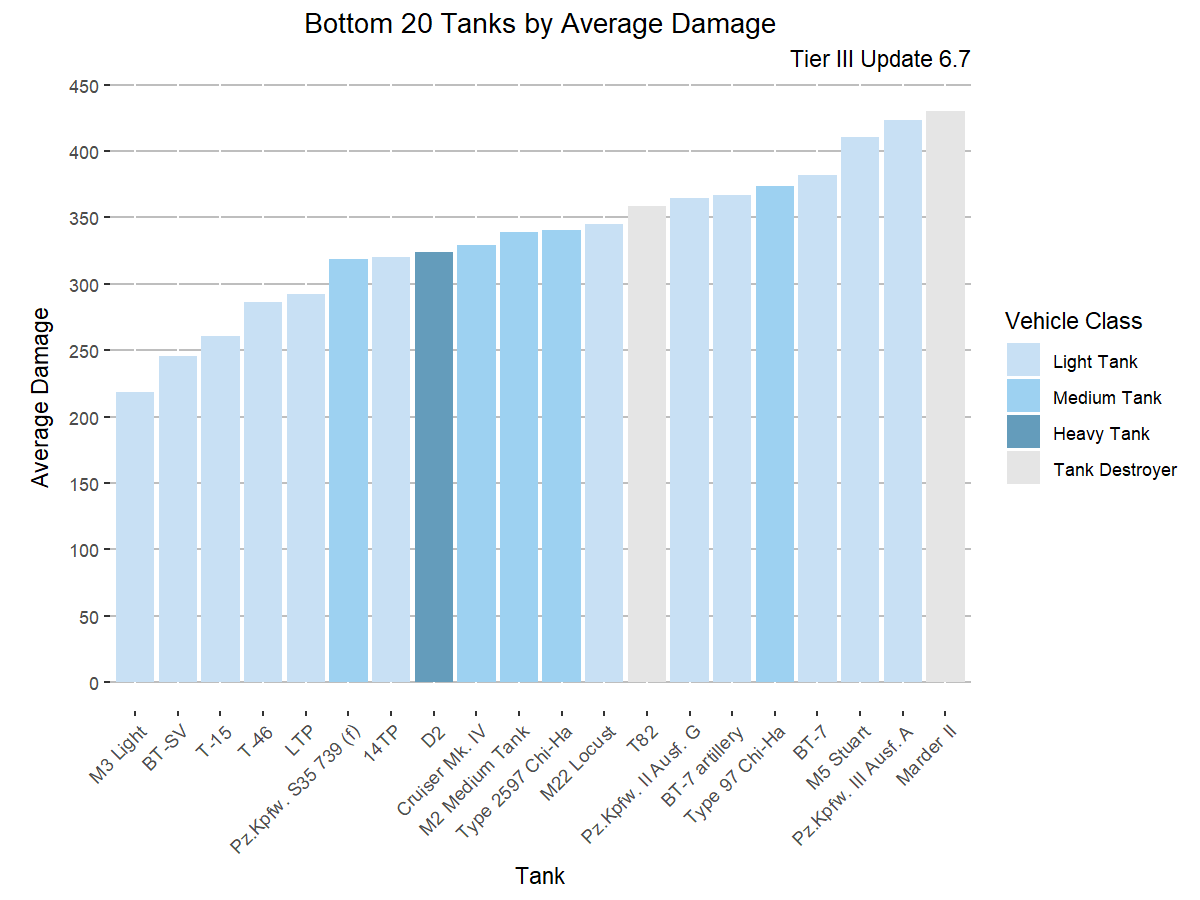 Bottom 20 Tanks by Average Damage
Tier III Update 6.7
Average Damage
450
400
350
300
250
200
150
100
50
0
M3 Light
BT-SV
T-15
T-46
LTP
Pz.Kpfw. S35 739 (f)
14TP
D2
Cruiser Mk. IV
M2 Medium Tank
Type 2597 Chi-Ha
M22 Locust
T82
Pz.Kpfw. II Ausf. G
BT-7 artillery
Type 97 Chi-Ha
BT-7
M5 Stuart
Pz.Kpfw. III Ausf. A
Marder II
Tank
Vehicle Class
Light Tank
Medium Tank
Heavy Tank
Tank Destroyer